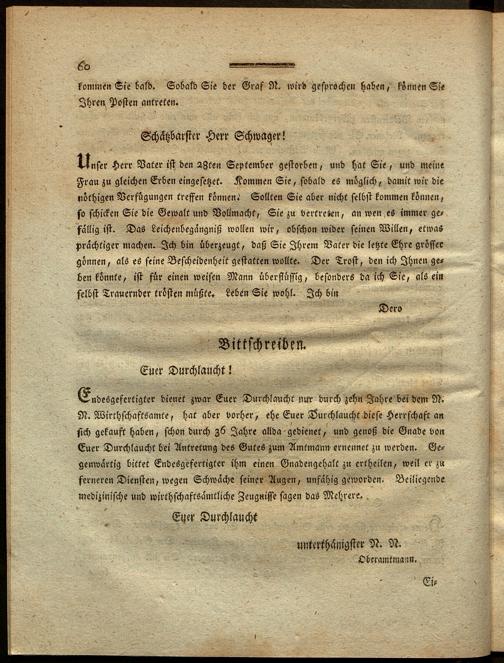 60
kommen Sie bald. Sobald Sie der Graf N. wird gesprochen haben, können Sie
Ihren Posten antreten.
Schätzbarster Herr Schwager!
Unser Herr Vater ist den 28ten September gestorben, und hat Sie, und meine
Frau zu gleichen Erben eingesetzt. Kommen Sie, sobald es möglich, damit wir die
nöthigen Verfügungen treffen können. Sollten Sie aber nicht selbst kommen können,
so schicken Sie die Gewalt und Vollmacht, Sie zu vertreten, an wen es immer ge-
fällig ist. Das Leichenbegängniß wollen wir, obschon wider seinen Willen, etwas
prächtiger machen. Ich bin überzeugt, daß Sie Ihrem Vater die letzte Ehre grösser
gönnen, als es seine Bescheidenheit gestatten wollte. Der Trost, den ich Ihnen ge-
ben könnte, ist für einen weisen Mann überflüssig, besonders da ich Sie, als ein
selbst Trauernder trösten müßte. Leben Sie wohl. Ich bin
Dero
Bittschreiben.
Euer Durchlaucht!
Endesgefertigter dienet zwar Euer Durchlaucht nur durch zehn Jahre bei dem N.
N. Wirthschaftsamte, hat aber vorher, ehe Euer Durchlaucht diese Herrschaft an
sich gekauft haben, schon durch 36 Jahre allda gedienet, und genoß die Gnade von
Euer Durchlaucht bei Antretung des Gutes zum Amtmann ernennet zu werden. Ge-
genwärtig bittet Endesgefertigter ihm einen Gnadengehalt zu ertheilen, weil er zu
ferneren Diensten, wegen Schwäche seiner Augen, unfähig geworden. Beiliegende
medizinische und wirthschaftsämtliche Zeugnisse sagen das Mehrere.
Euer Durchlaucht
unterthänigster N. N.
Oberamtmann.
Ei-